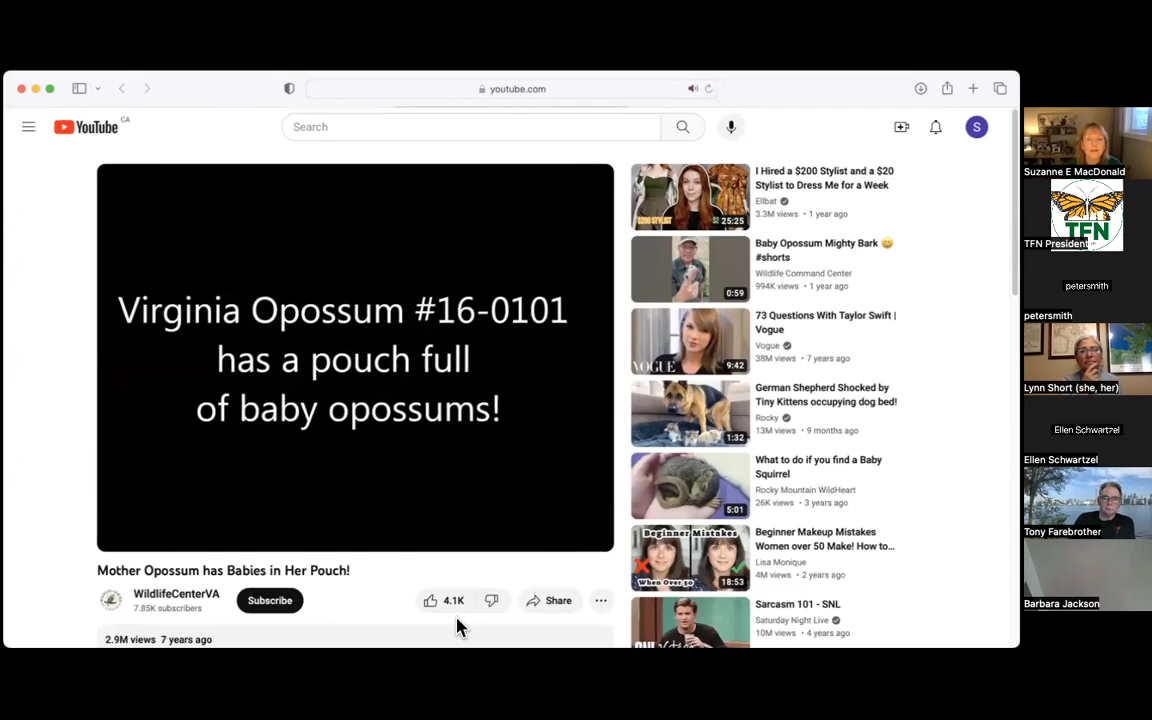 youtube.com
YouTube CA
Search
S
Virginia Opossum #16-0101
has a pouch full
of baby opossums!
Mother Opossum has Babies in Her Pouch!
WildlifeCenterVA
7.85K subscribers
Subscribe
4.1K
Share
2.9M views 7 years ago
$200 STYLIST
$2
25:25
I Hired a $200 Stylist and a $20
Stylist to Dress Me for a Week
Ellbat
3.3M views • 1 year ago
0:59
Baby Opossum Mighty Bark 😄
#shorts
Wildlife Command Center
994K views • 1 year ago
VOGUE
9:42
73 Questions With Taylor Swift |
Vogue
Vogue
38M views • 7 years ago
1:32
German Shepherd Shocked by
Tiny Kittens occupying dog bed!
Rocky
13M views • 9 months ago
5:01
What to do if you find a Baby
Squirrel
Rocky Mountain WildHeart
26K views • 3 years ago
Beginner Mistakes
When Over 50
18:53
Beginner Makeup Mistakes
Women over 50 Make! How to...
Lisa Monique
4M views • 2 years ago
Sarcasm 101 - SNL
Saturday Night Live
10M views • 4 years ago
Suzanne E MacDonald
TFN
TFN President
petersmith
petersmith
Lynn Short (she, her)
Ellen Schwartzel
Ellen Schwartzel
Tony Farebrother
Barbara Jackson